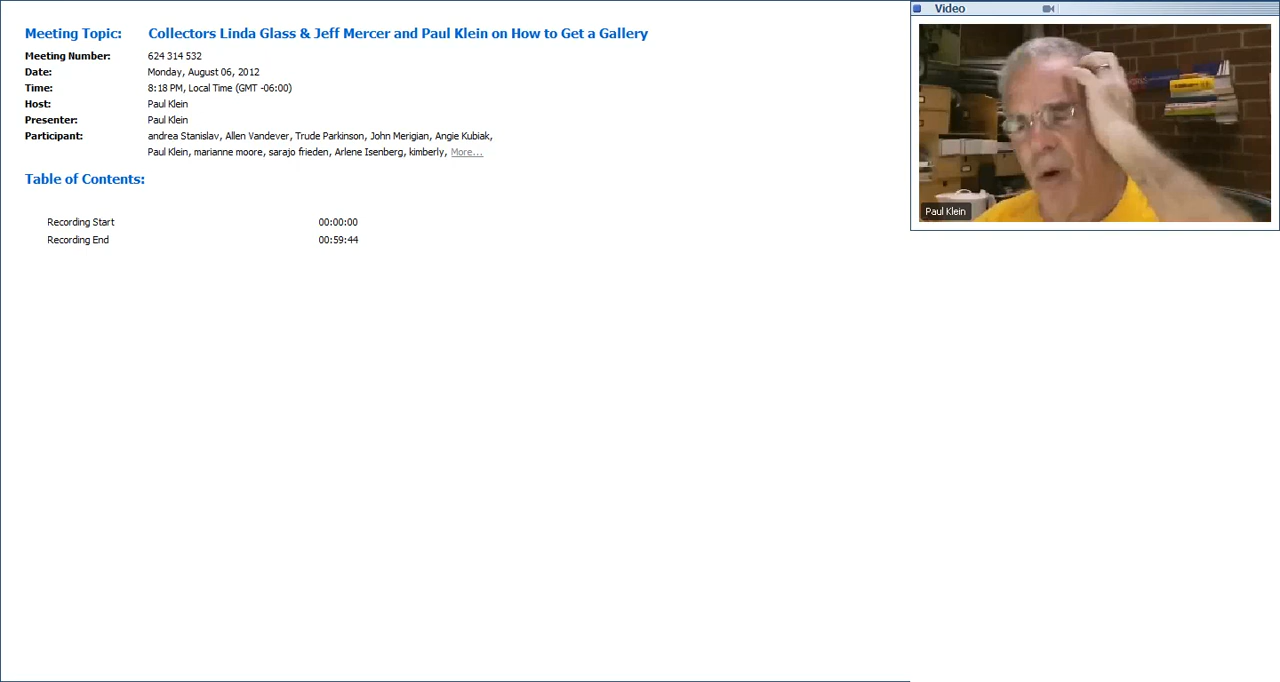 Meeting Topic: Collectors Linda Glass & Jeff Mercer and Paul Klein on How to Get a Gallery
Meeting Number: 624 314 532
Date: Monday, August 06, 2012
Time: 8:18 PM, Local Time (GMT -06:00)
Host: Paul Klein
Presenter: Paul Klein
Participant: andrea Stanislav, Allen Vandever, Trude Parkinson, John Merigian, Angie Kubiak,
Paul Klein, marianne moore, sarajo frieden, Arlene Isenberg, kimberly, More...
Table of Contents:
Recording Start 00:00:00
Recording End 00:59:44
Video
Paul Klein